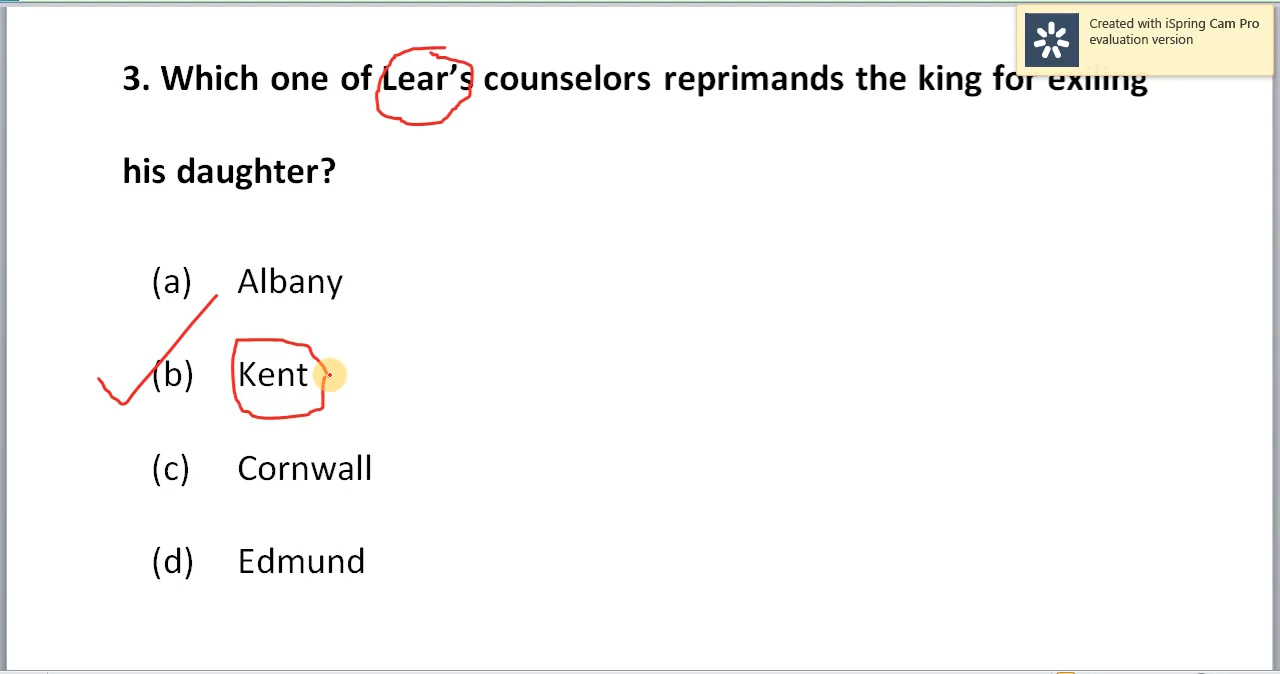 Created with iSpring Cam Pro
evaluation version
3. Which one of Lear’s counselors reprimands the king for exiling
his daughter?
(a) Albany
(b) Kent
(c) Cornwall
(d) Edmund